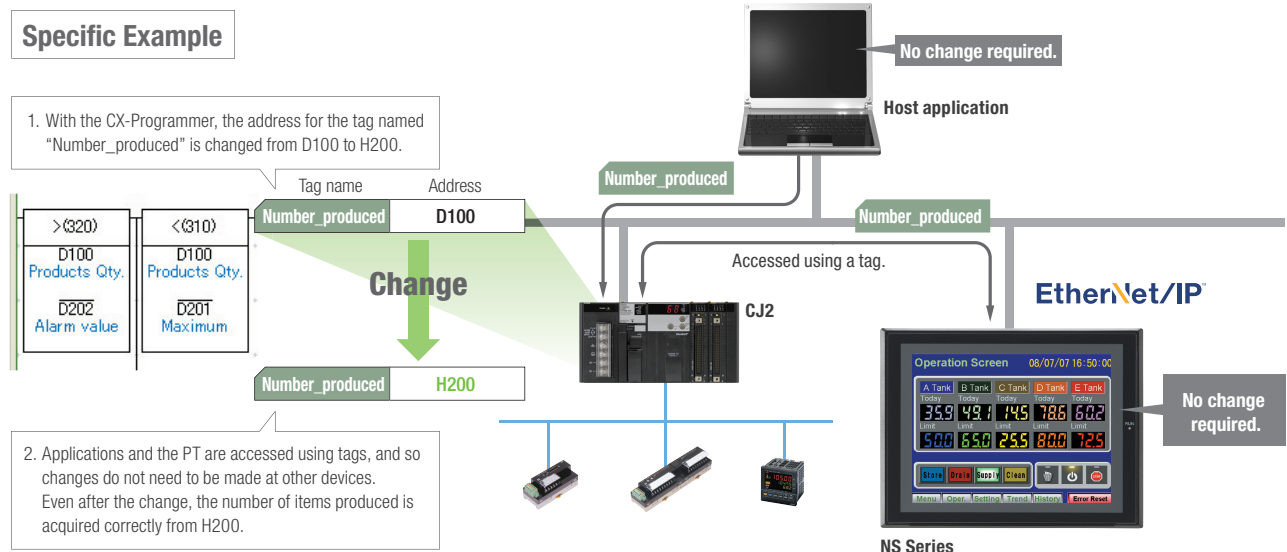 Specific Example
No change required.
Host application
1. With the CX-Programmer, the address for the tag named
“Number_produced” is changed from D100 to H200.
Number_produced
Tag name Address
Number_produced D100
Number_produced
>(320) <(310)
D100 D100
Products Qty. Products Qty.
D202 D201
Alarm value Maximum
Accessed using a tag.
Change
EtherNet/IP™
CJ2
Number_produced H200
Operation Screen 08/07/07 16:50:00
A Tank B Tank C Tank D Tank E Tank
Today Today Today Today Today
35.9 49.1 14.5 78.6 60.2
Limit Limit Limit Limit Limit
50.0 65.0 25.5 80.0 72.5
Store Drain Supply Clean
Menu Oper. Setting Trend History Error Reset
RUN
No change
required.
2. Applications and the PT are accessed using tags, and so
changes do not need to be made at other devices.
Even after the change, the number of items produced is
acquired correctly from H200.
NS Series